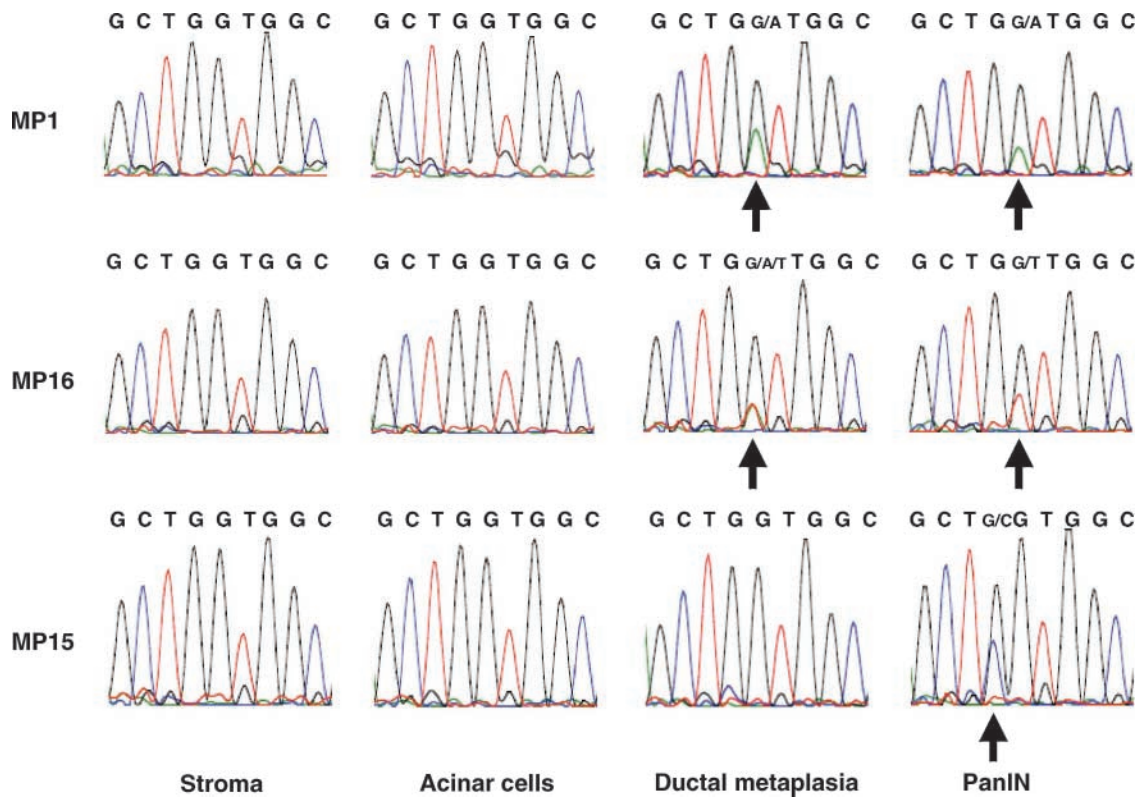 G C T G G T G G C
G C T G G T G G C
G C T G G/A T G G C
G C T G G/A T G G C
MP1
G C T G G T G G C
G C T G G T G G C
G C T G G/A/T T G G C
G C T G G/T T G G C
MP16
G C T G G T G G C
G C T G G T G G C
G C T G G T G G C
G C T G/C G T G G C
MP15
Stroma
Acinar cells
Ductal metaplasia
PanIN